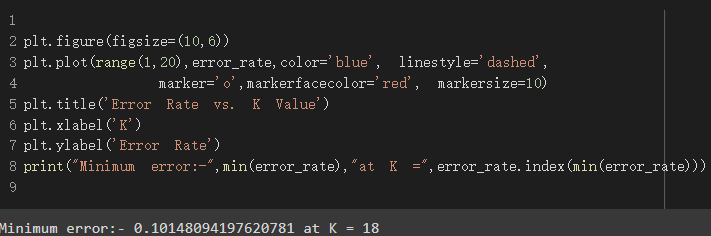 1
2 plt.figure(figsize=(10,6))
3 plt.plot(range(1,20),error_rate,color='blue', linestyle='dashed',
4 marker='o',markerfacecolor='red', markersize=10)
5 plt.title('Error Rate vs. K Value')
6 plt.xlabel('K')
7 plt.ylabel('Error Rate')
8 print("Minimum error:-",min(error_rate),"at K =",error_rate.index(min(error_rate)))
9
Minimum error:- 0.10148094197620781 at K = 18